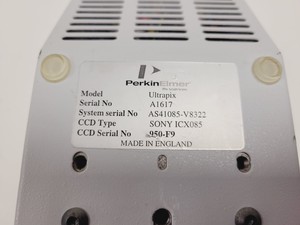 PerkinElmer
Model Ultrapix
Serial No A1617
System serial No AS41085-V8322
CCD Type SONY ICX085
CCD Serial No 950-F9
MADE IN ENGLAND